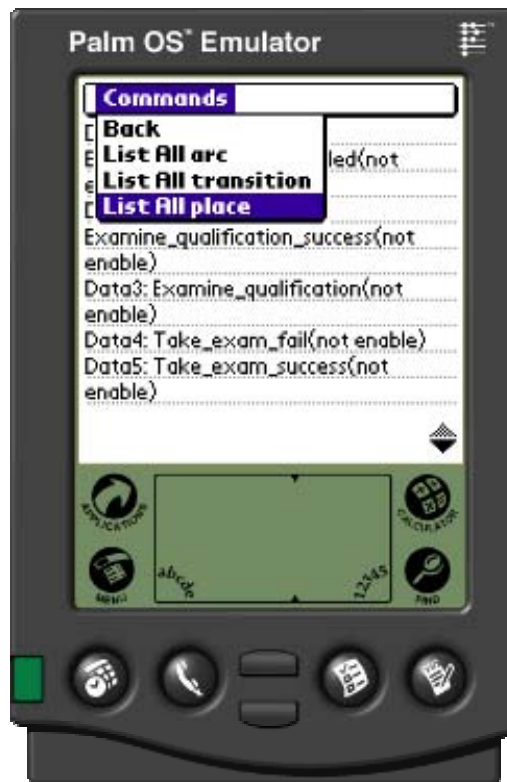 Palm OS™ Emulator
Commands
Back
List All arc
led(not
List All transition
List All place
Examine_qualification_success(not
enable)
Data3: Examine_qualification(not
enable)
Data4: Take_exam_fail(not enable)
Data5: Take_exam_success(not
enable)
APPLICATIONS
CALCULATOR
MENU
abcde
12345
FIND